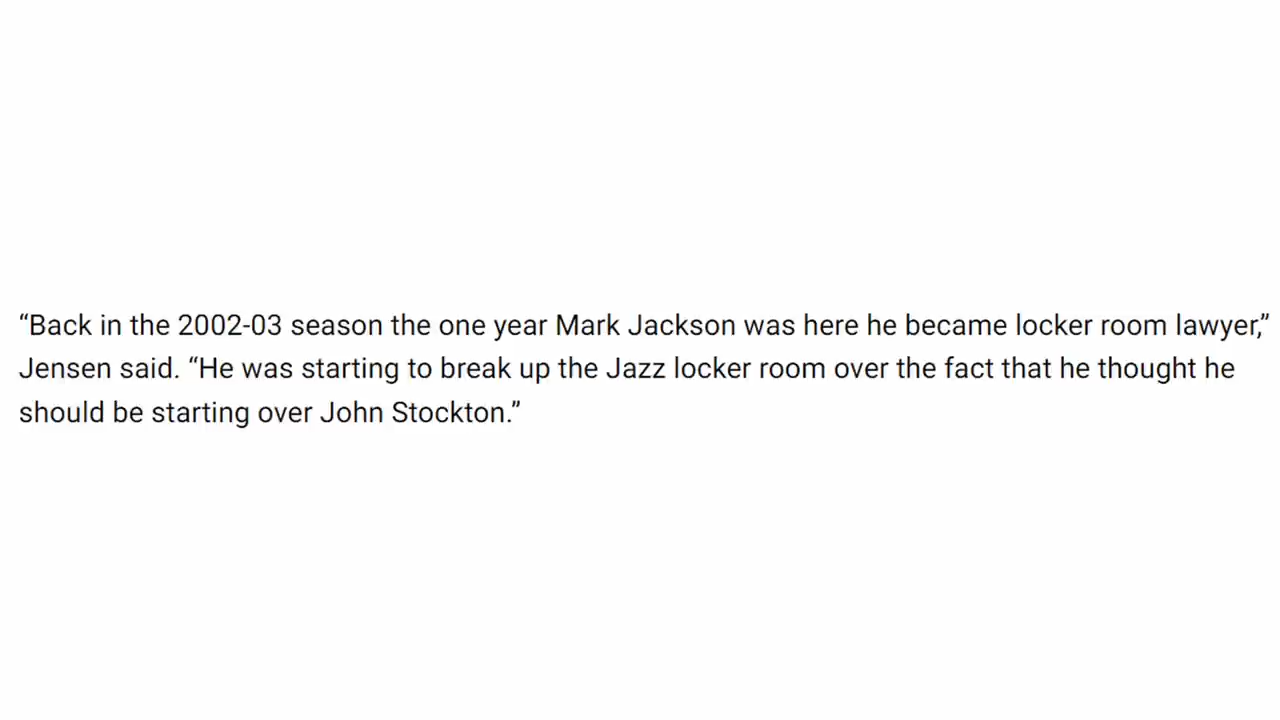 “Back in the 2002-03 season the one year Mark Jackson was here he became locker room lawyer,”
Jensen said. “He was starting to break up the Jazz locker room over the fact that he thought he
should be starting over John Stockton.”